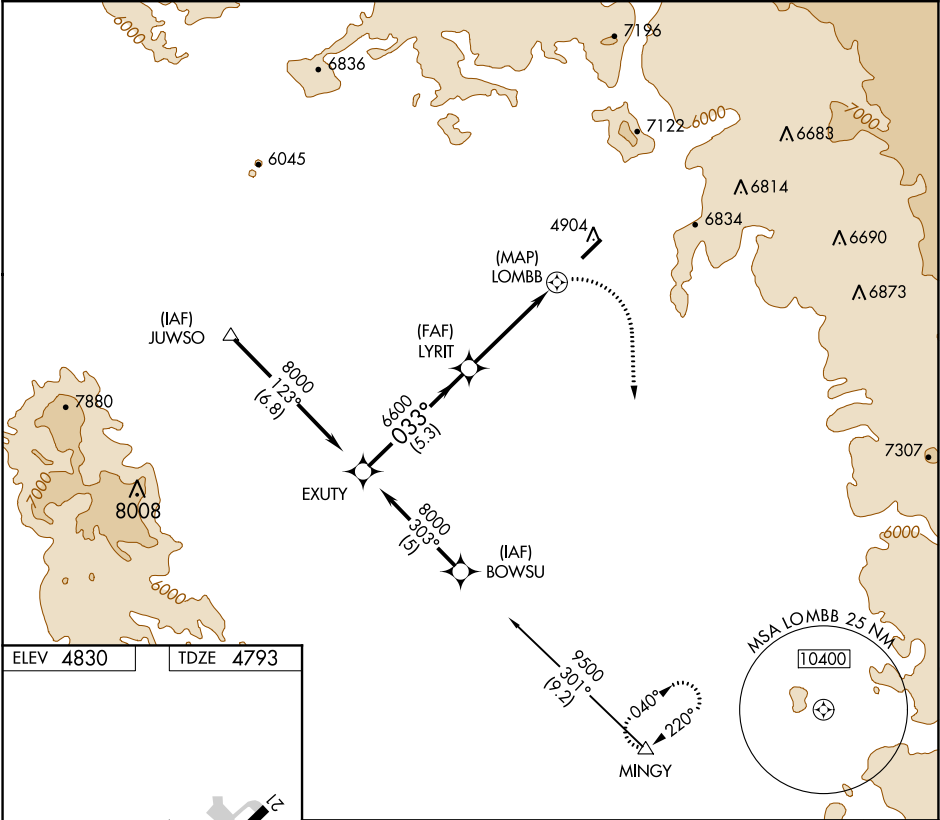 6000
7196
6836
7122
6000
7000
6683
6045
6814
6834
4904
(MAP)
LOMBB
6690
6873
(IAF)
JUWSO
(FAF)
LYRIT
8000
123°
(6.8)
6600
033°
(5.3)
7880
7307
EXUTY
7000
8008
8000
303°
(5)
(IAF)
BOWSU
6000
6000
MSA LOMBB 25 NM
10400
ELEV 4830
TDZE 4793
9500
301°
(9.2)
040°
220°
MINGY
21